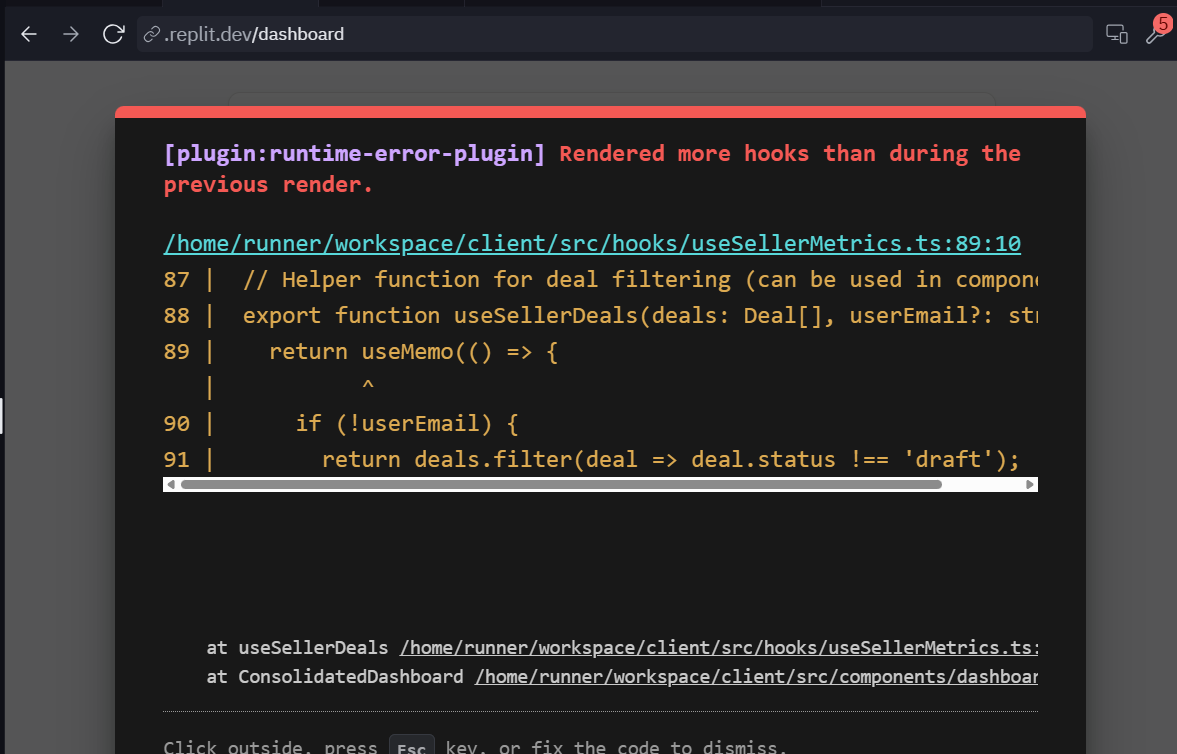 .replit.dev/dashboard
5
[plugin:runtime-error-plugin] Rendered more hooks than during the
previous render.
/home/runner/workspace/client/src/hooks/useSellerMetrics.ts:89:10
87 | // Helper function for deal filtering (can be used in compon
88 | export function useSellerDeals(deals: Deal[], userEmail?: str
89 | return useMemo(() => {
| ^
90 | if (!userEmail) {
91 | return deals.filter(deal => deal.status !== 'draft');
at useSellerDeals /home/runner/workspace/client/src/hooks/useSellerMetrics.ts:
at ConsolidatedDashboard /home/runner/workspace/client/src/components/dashboar
Click outside, press Esc key, or fix the code to dismiss.